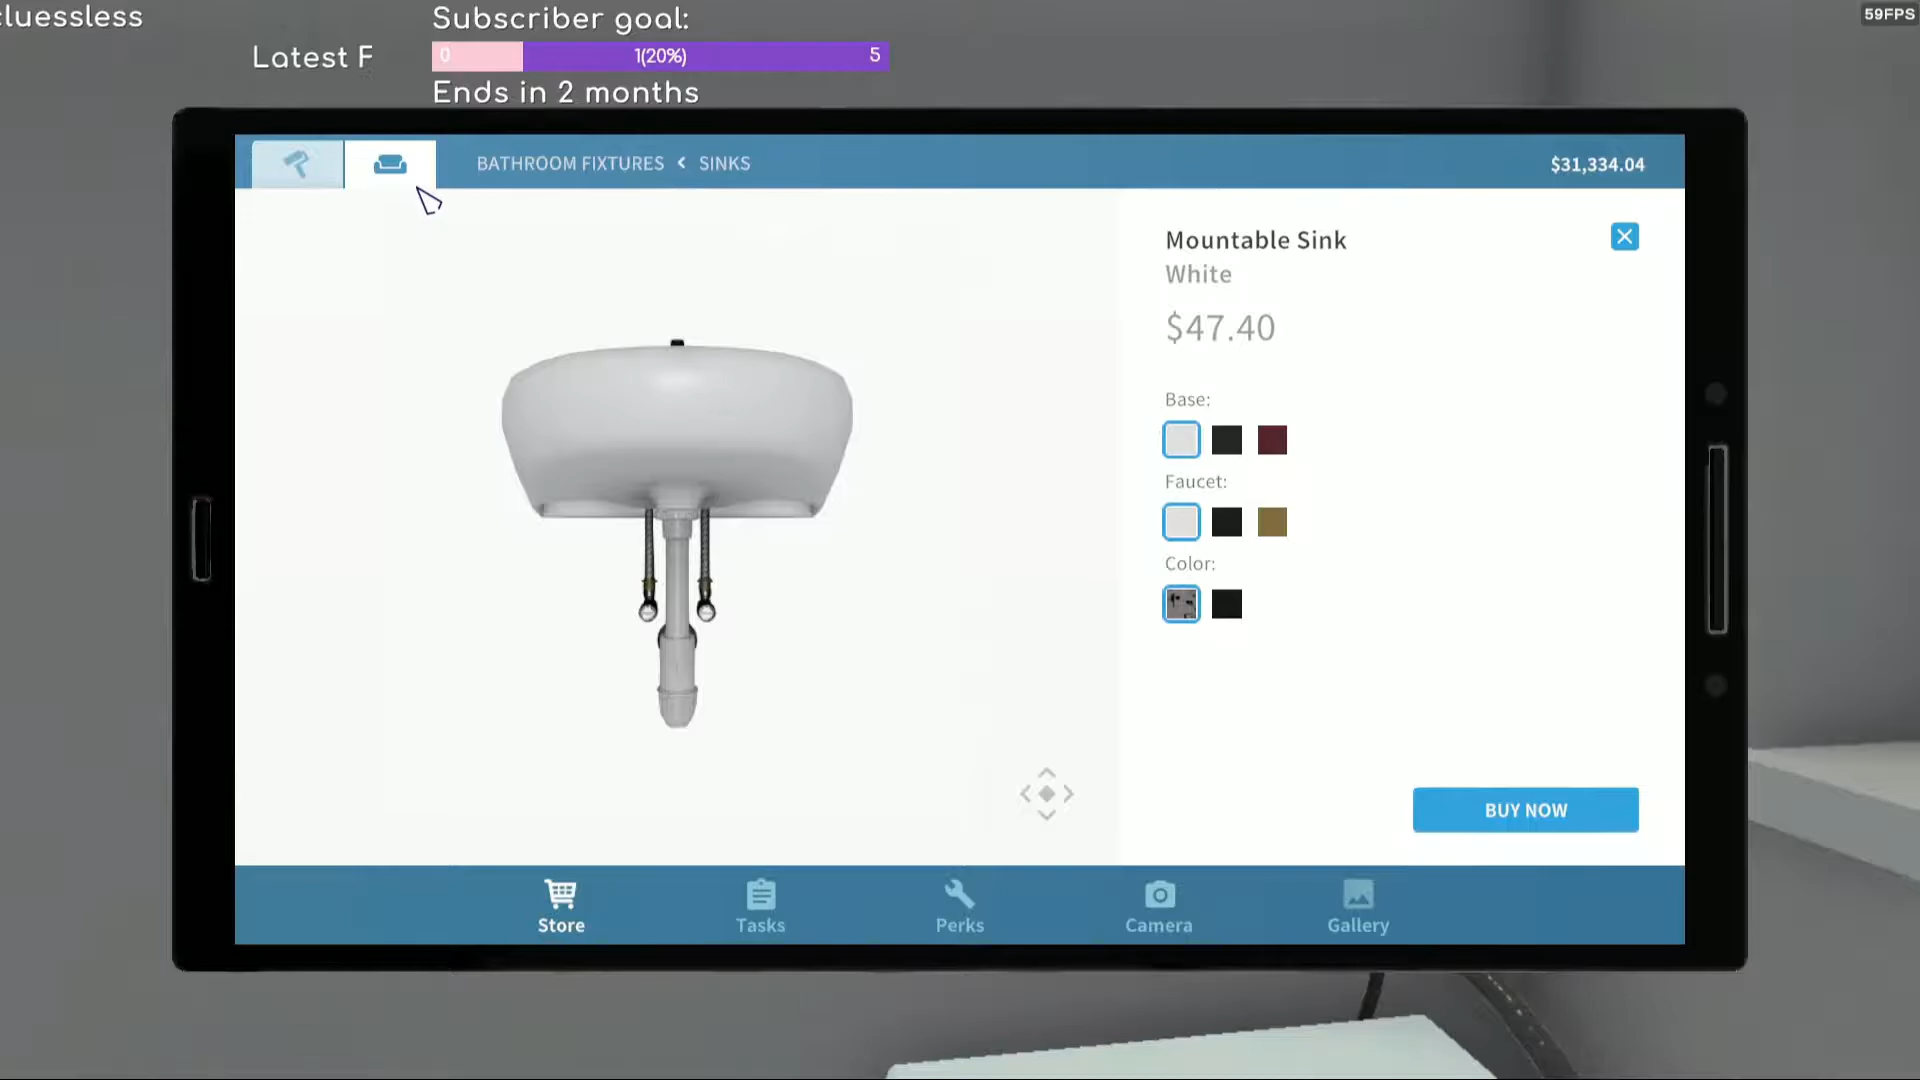 cluessless
Subscriber goal:
59FPS
Latest F
0
1(20%)
5
Ends in 2 months
BATHROOM FIXTURES < SINKS
$31,334.04
Mountable Sink
White
$47.40
Base:
Faucet:
Color:
BUY NOW
Store
Tasks
Perks
Camera
Gallery